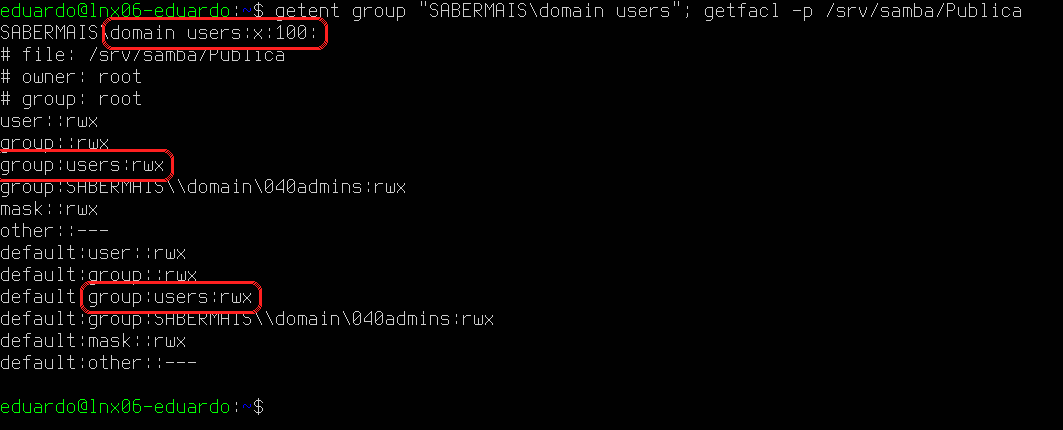 eduardo@lnx06-eduardo:~$ getent group "SABERMAIS\domain users"; getfacl -p /srv/samba/Publica
SABERMAIS\domain users:x:100:
# file: /srv/samba/Publica
# owner: root
# group: root
user::rwx
group::rwx
group:users:rwx
group:SABERMAIS\\domain\040admins:rwx
mask::rwx
other::---
default:user::rwx
default:group::rwx
default:group:users:rwx
default:group:SABERMAIS\\domain\040admins:rwx
default:mask::rwx
default:other::---
eduardo@lnx06-eduardo:~$